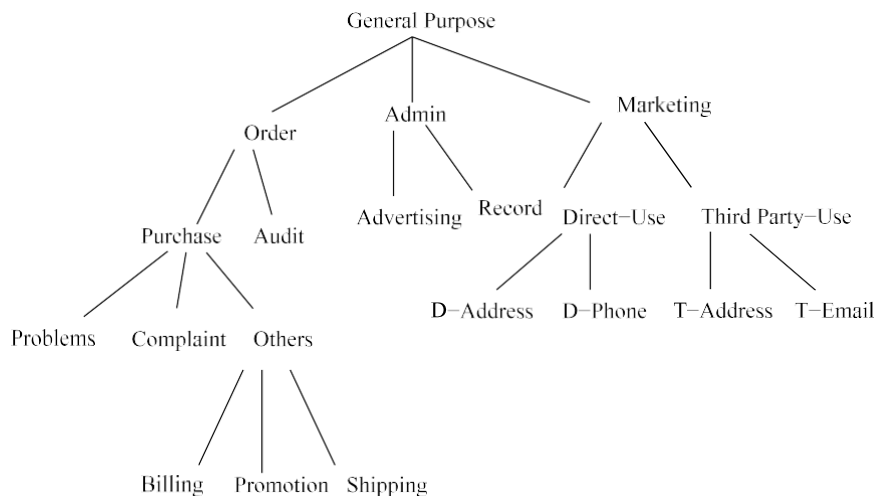 General Purpose
Order
Admin
Marketing
Purchase
Audit
Advertising
Record
Direct−Use
Third Party−Use
Problems
Complaint
Others
D−Address
D−Phone
T−Address
T−Email
Billing
Promotion
Shipping